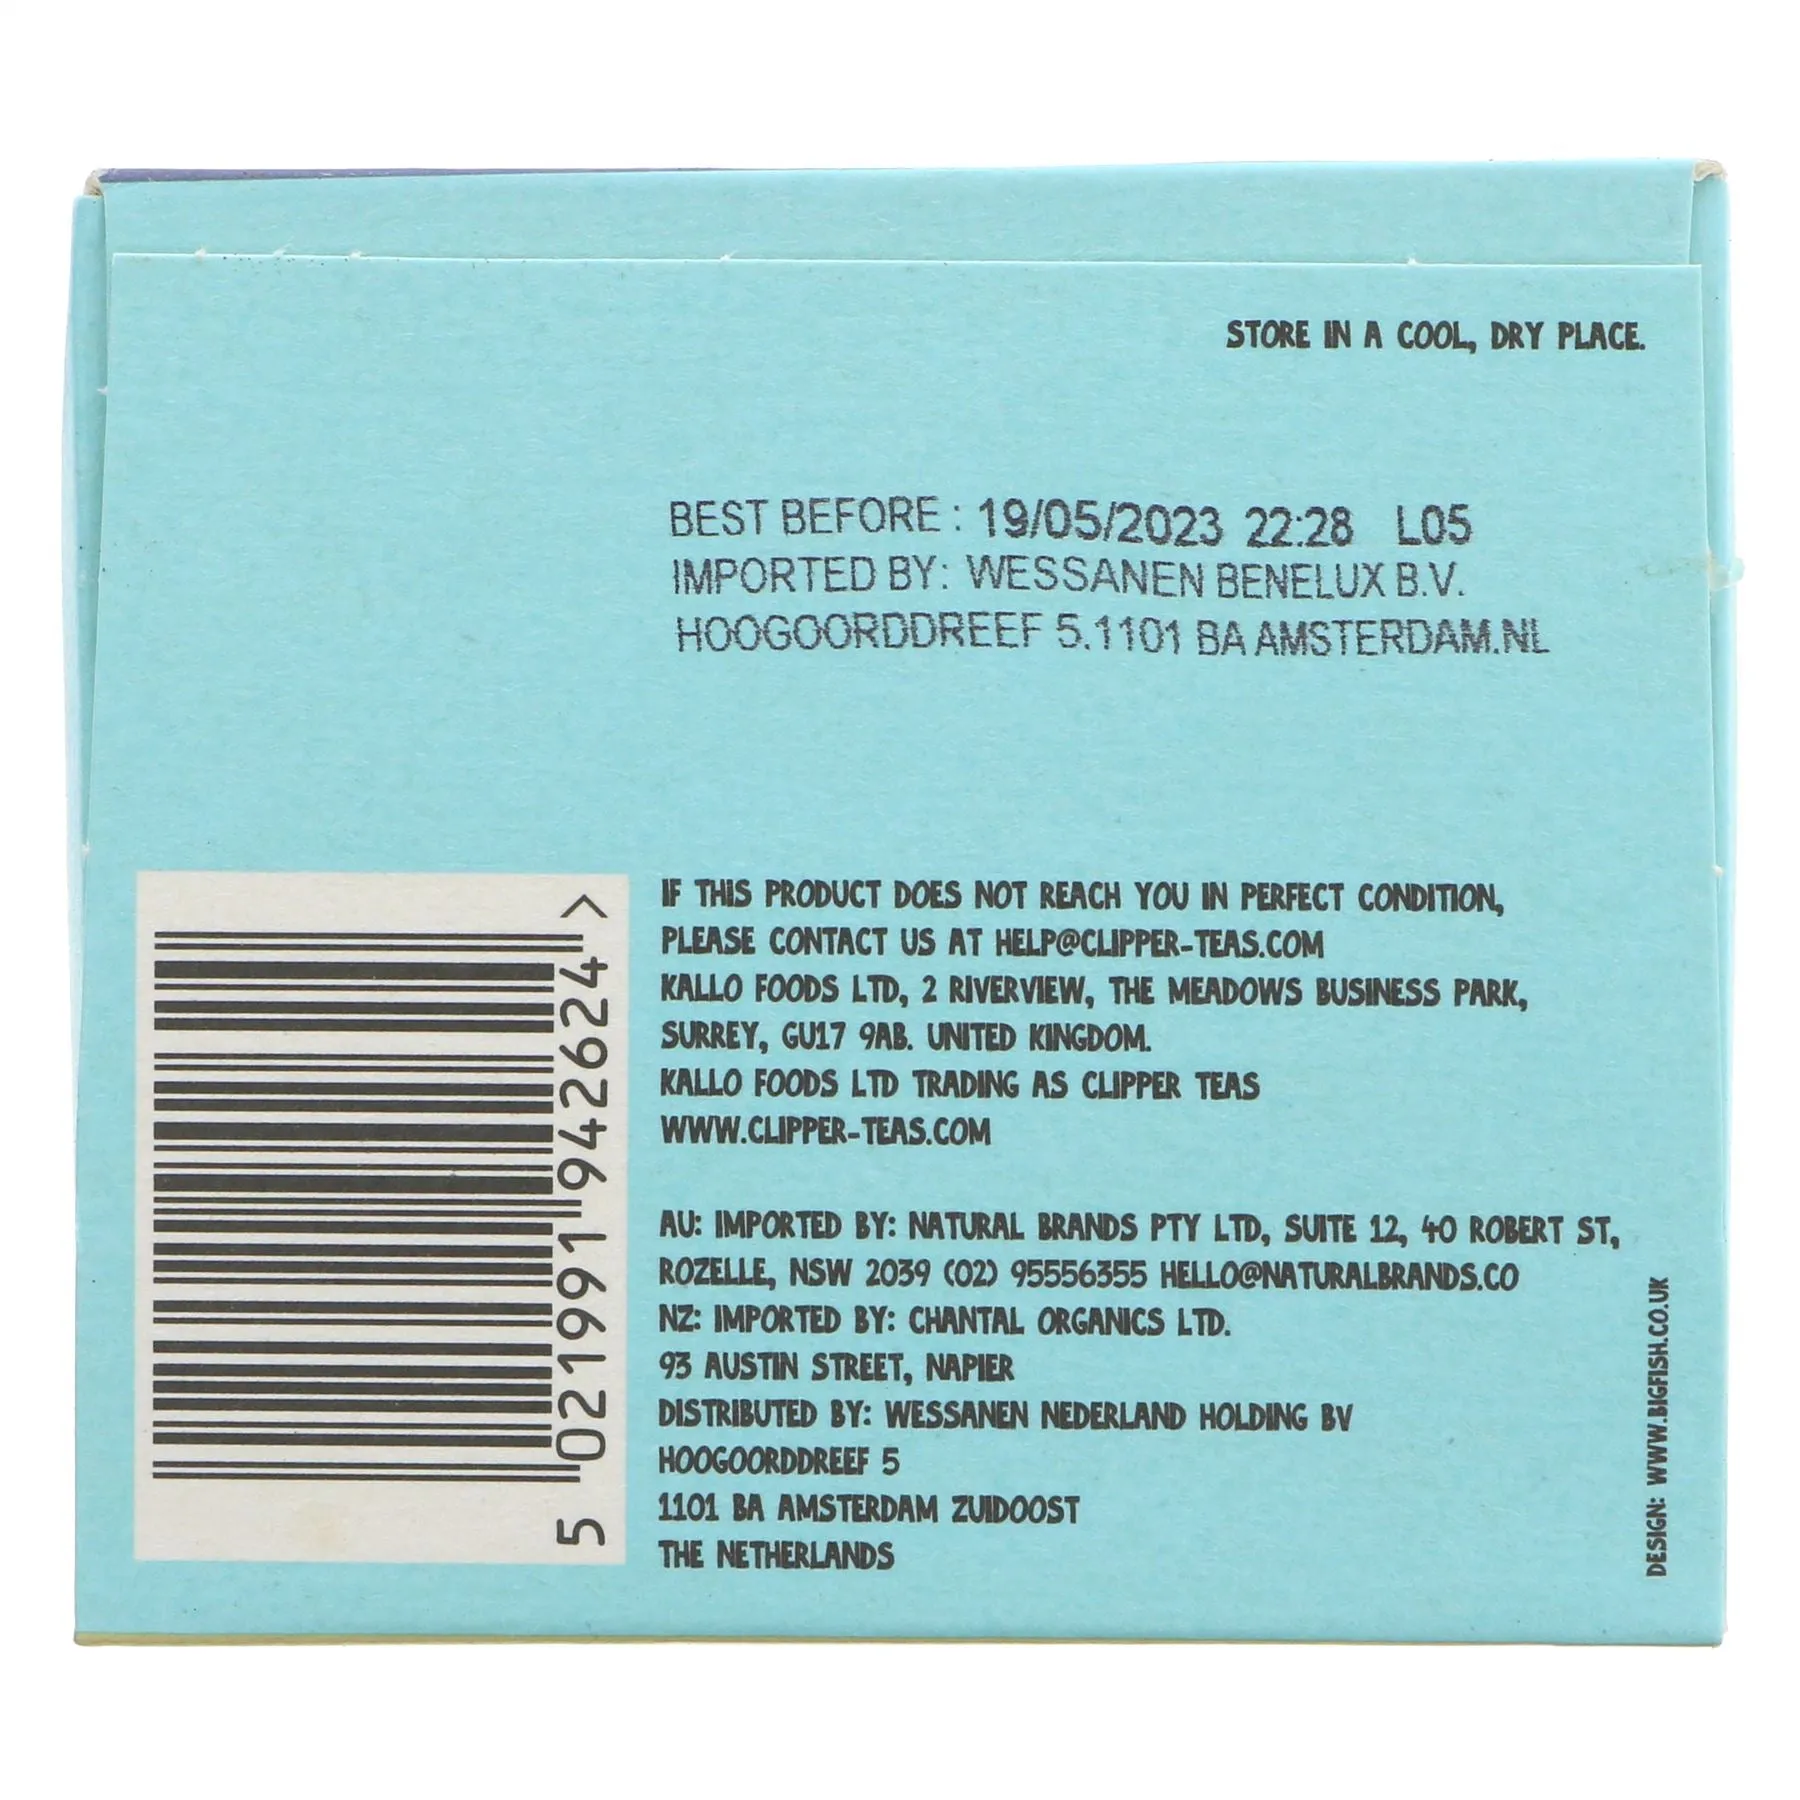 STORE IN A COOL, DRY PLACE.
BEST BEFORE : 19/05/2023 22:28 L05
IMPORTED BY: WESSANEN BENELUX B.V.
HOOGOORDDREEF 5.1101 BA AMSTERDAM.NL
IF THIS PRODUCT DOES NOT REACH YOU IN PERFECT CONDITION,
PLEASE CONTACT US AT HELP@CLIPPER-TEAS.COM
KALLO FOODS LTD, 2 RIVERVIEW, THE MEADOWS BUSINESS PARK,
SURREY, GU17 9AB. UNITED KINGDOM.
KALLO FOODS LTD TRADING AS CLIPPER TEAS
WWW.CLIPPER-TEAS.COM
AU: IMPORTED BY: NATURAL BRANDS PTY LTD, SUITE 12, 40 ROBERT ST,
ROZELLE, NSW 2039 (02) 95556355 HELLO@NATURALBRANDS.CO
NZ: IMPORTED BY: CHANTAL ORGANICS LTD.
93 AUSTIN STREET, NAPIER
DISTRIBUTED BY: WESSANEN NEDERLAND HOLDING BV
HOOGOORDDREEF 5
1101 BA AMSTERDAM ZUIDOOST
THE NETHERLANDS
5 021991 942624 >
DESIGN: WWW.BIGFISH.CO.UK